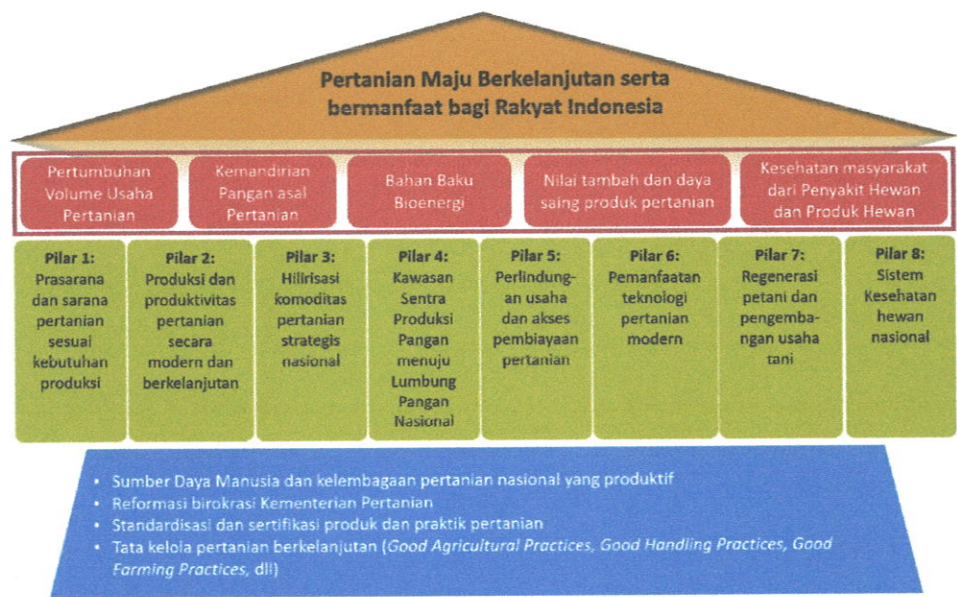 Pertanian Maju Berkelanjutan serta
bermanfaat bagi Rakyat Indonesia
Pertumbuhan
Volume Usaha
Pertanian
Kemandirian
Pangan asal
Pertanian
Bahan Baku
Bioenergi
Nilai tambah dan daya
saing produk pertanian
Kesehatan masyarakat
dari Penyakit Hewan
dan Produk Hewan
Pilar 1:
Prasarana
dan sarana
pertanian
sesuai
kebutuhan
produksi
Pilar 2:
Produksi dan
produktivitas
pertanian
secara
modern dan
berkelanjutan
Pilar 3:
Hilirisasi
komoditas
pertanian
strategis
nasional
Pilar 4:
Kawasan
Sentra
Produksi
Pangan
menuju
Lumbung
Pangan
Nasional
Pilar 5:
Perlindung-
an usaha
dan akses
pembiayaan
pertanian
Pilar 6:
Pemanfaatan
teknologi
pertanian
modern
Pilar 7:
Regenerasi
petani dan
pengemba-
ngan usaha
tani
Pilar 8:
Sistem
Kesehatan
hewan
nasional
• Sumber Daya Manusia dan kelembagaan pertanian nasional yang produktif
• Reformasi birokrasi Kementerian Pertanian
• Standardisasi dan sertifikasi produk dan praktik pertanian
• Tata kelola pertanian berkelanjutan (Good Agricultural Practices, Good Handling Practices, Good
Farming Practices, dll)